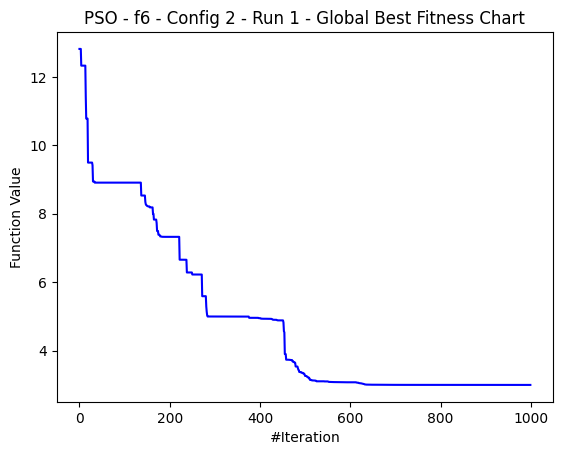 PSO - f6 - Config 2 - Run 1 - Global Best Fitness Chart
12
10
8
6
4
Function Value
0 200 400 600 800 1000
#Iteration